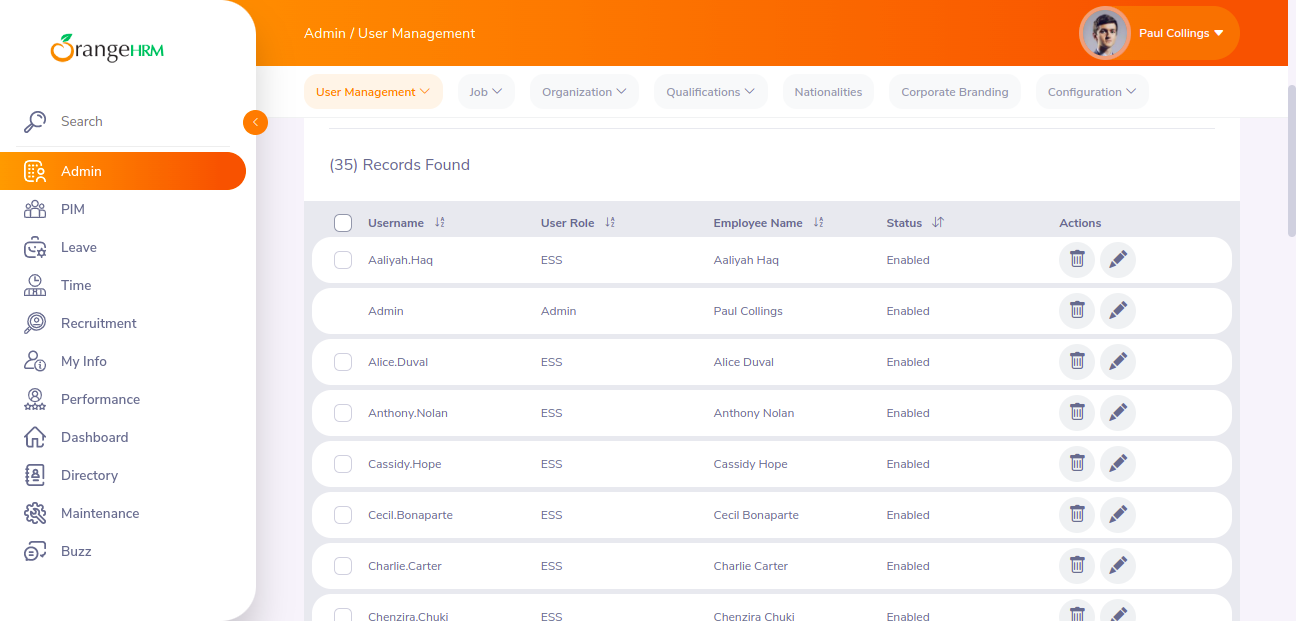 OrangeHRM
Admin / User Management
Paul Collings
User Management
Job
Organization
Qualifications
Nationalities
Corporate Branding
Configuration
Search
Admin
PIM
Leave
Time
Recruitment
My Info
Performance
Dashboard
Directory
Maintenance
Buzz
(35) Records Found
Username User Role Employee Name Status Actions
Aaliyah.Haq ESS Aaliyah Haq Enabled
Admin Admin Paul Collings Enabled
Alice.Duval ESS Alice Duval Enabled
Anthony.Nolan ESS Anthony Nolan Enabled
Cassidy.Hope ESS Cassidy Hope Enabled
Cecil.Bonaparte ESS Cecil Bonaparte Enabled
Charlie.Carter ESS Charlie Carter Enabled
Chenzira.Chuki ESS Chenzira Chuki Enabled